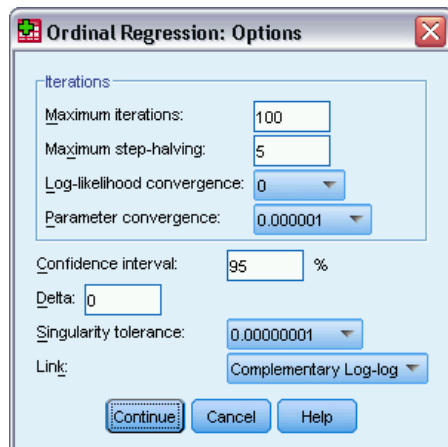 Ordinal Regression: Options
Iterations
Maximum iterations: 100
Maximum step-halving: 5
Log-likelihood convergence: 0
Parameter convergence: 0.000001
Confidence interval: 95 %
Delta: 0
Singularity tolerance: 0.00000001
Link: Complementary Log-log
Continue Cancel Help